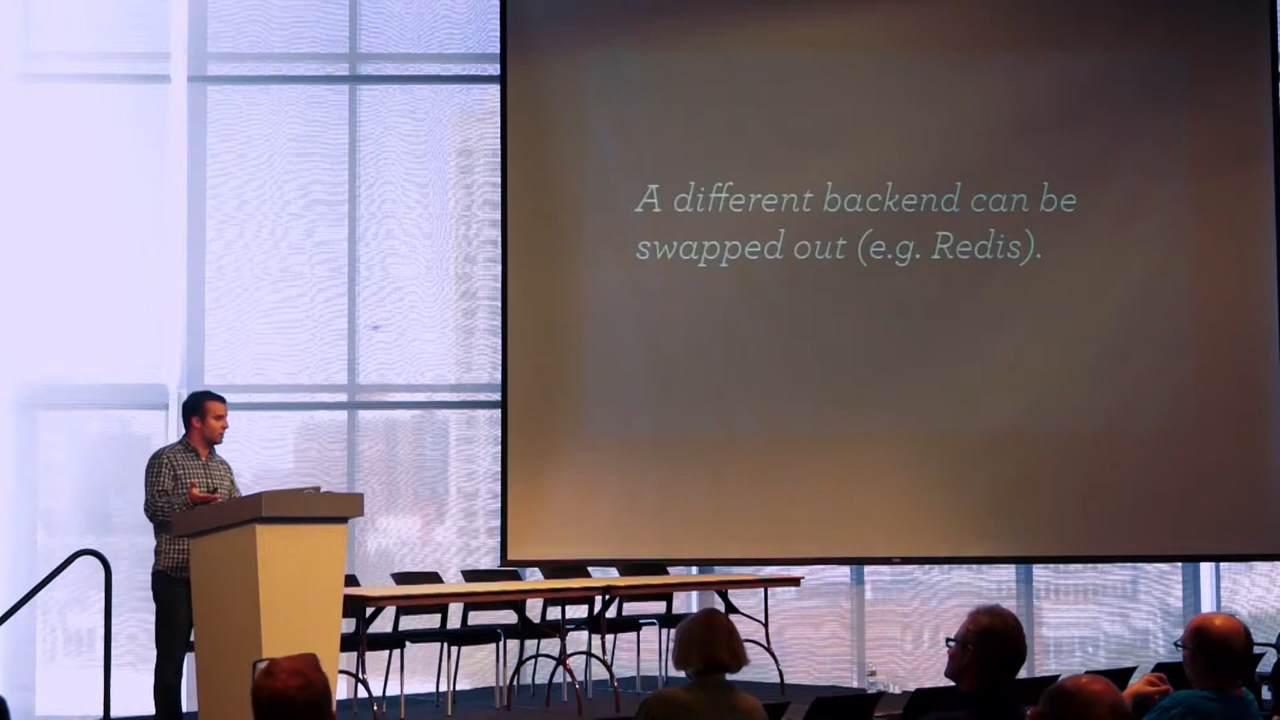 A different backend can be
swapped out (e.g. Redis).